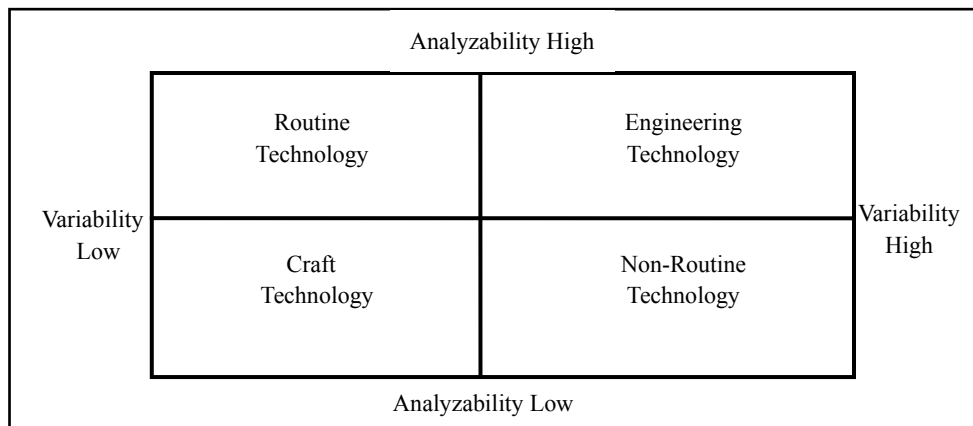 Analyzability High
Routine
Technology
Engineering
Technology
Variability
Low
Variability
High
Craft
Technology
Non-Routine
Technology
Analyzability Low